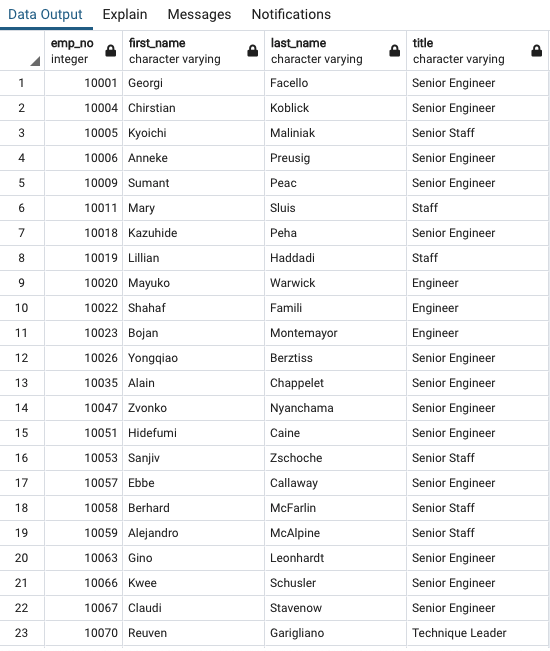 Data Output Explain Messages Notifications
emp_no first_name last_name title
integer character varying character varying character varying
1 10001 Georgi Facello Senior Engineer
2 10004 Chirstian Koblick Senior Engineer
3 10005 Kyoichi Maliniak Senior Staff
4 10006 Anneke Preusig Senior Engineer
5 10009 Sumant Peac Senior Engineer
6 10011 Mary Sluis Staff
7 10018 Kazuhide Peha Senior Engineer
8 10019 Lillian Haddadi Staff
9 10020 Mayuko Warwick Engineer
10 10022 Shahaf Famili Engineer
11 10023 Bojan Montemayor Engineer
12 10026 Yongqiao Berztiss Senior Engineer
13 10035 Alain Chappelet Senior Engineer
14 10047 Zvonko Nyanchama Senior Engineer
15 10051 Hidefumi Caine Senior Engineer
16 10053 Sanjiv Zschoche Senior Staff
17 10057 Ebbe Callaway Senior Engineer
18 10058 Berhard McFarlin Senior Staff
19 10059 Alejandro McAlpine Senior Staff
20 10063 Gino Leonhardt Senior Engineer
21 10066 Kwee Schusler Senior Engineer
22 10067 Claudi Stavenow Senior Engineer
23 10070 Reuven Garigliano Technique Leader